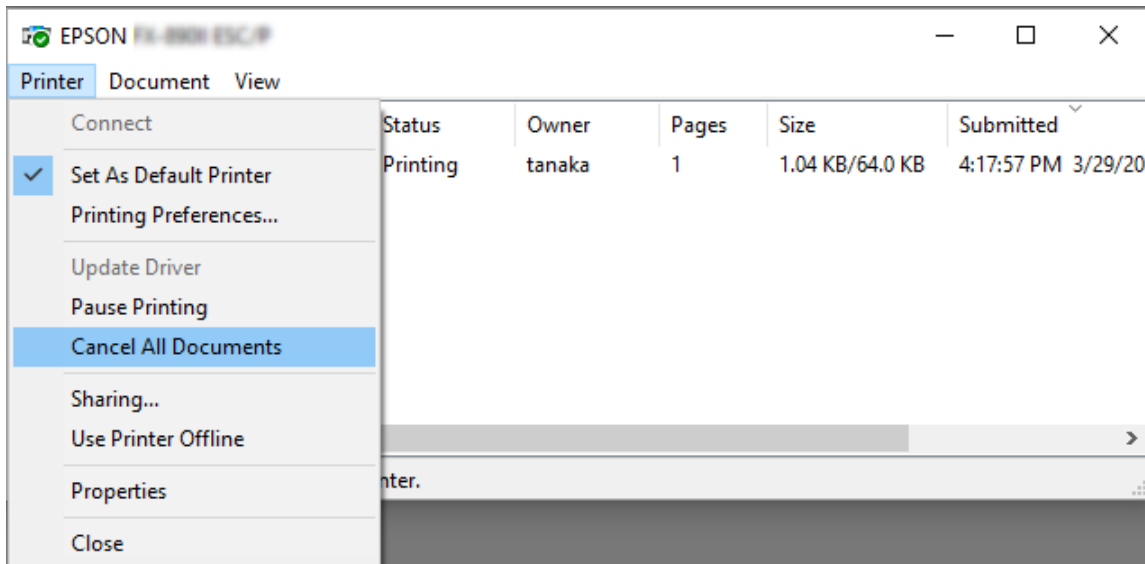 EPSON
Printer Document View
Connect
Status Owner Pages Size Submitted
Set As Default Printer
Printing 	tanaka 1 1.04 KB/64.0 KB 4:17:57 PM 3/29/20
Printing Preferences...
Update Driver
Pause Printing
Cancel All Documents
Sharing...
Use Printer Offline
Properties
nter.
Close